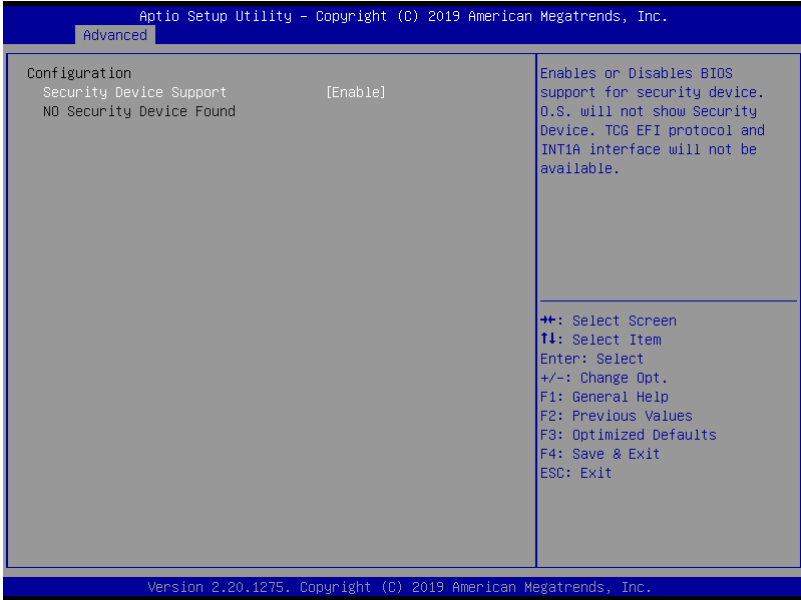 Aptio Setup Utility – Copyright (C) 2019 American Megatrends, Inc.
Advanced
Configuration
Security Device Support [Enable]
NO Security Device Found
Enables or Disables BIOS
support for security device.
O.S. will not show Security
Device. TCG EFI protocol and
INT1A interface will not be
available.
→←: Select Screen
↑↓: Select Item
Enter: Select
+/-: Change Opt.
F1: General Help
F2: Previous Values
F3: Optimized Defaults
F4: Save & Exit
ESC: Exit
Version 2.20.1275. Copyright (C) 2019 American Megatrends, Inc.